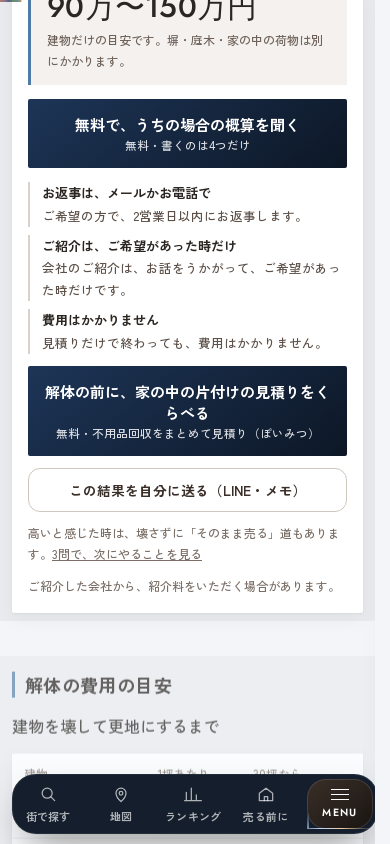 90万〜150万円
建物だけの目安です。塀・庭木・家の中の荷物は別
にかかります。
無料で、うちの場合の概算を聞く
無料・書くのは4つだけ
お返事は、メールかお電話で
ご希望の方で、2営業日以内にお返事します。
ご紹介は、ご希望があった時だけ
会社のご紹介は、お話をうかがって、ご希望があっ
た時だけです。
費用はかかりません
見積りだけで終わっても、費用はかかりません。
解体の前に、家の中の片付けの見積りをく
らべる
無料・不用品回収をまとめて見積り（ぽいみつ）
この結果を自分に送る（LINE・メモ）
高いと感じた時は、壊さずに「そのまま売る」道もありま
す。3問で、次にやることを見る
ご紹介した会社から、紹介料をいただく場合があります。
解体の費用の目安
建物を壊して更地にするまで
建物 1坪あたり 30坪なら
街で探す 地図 ランキング 売る前に MENU